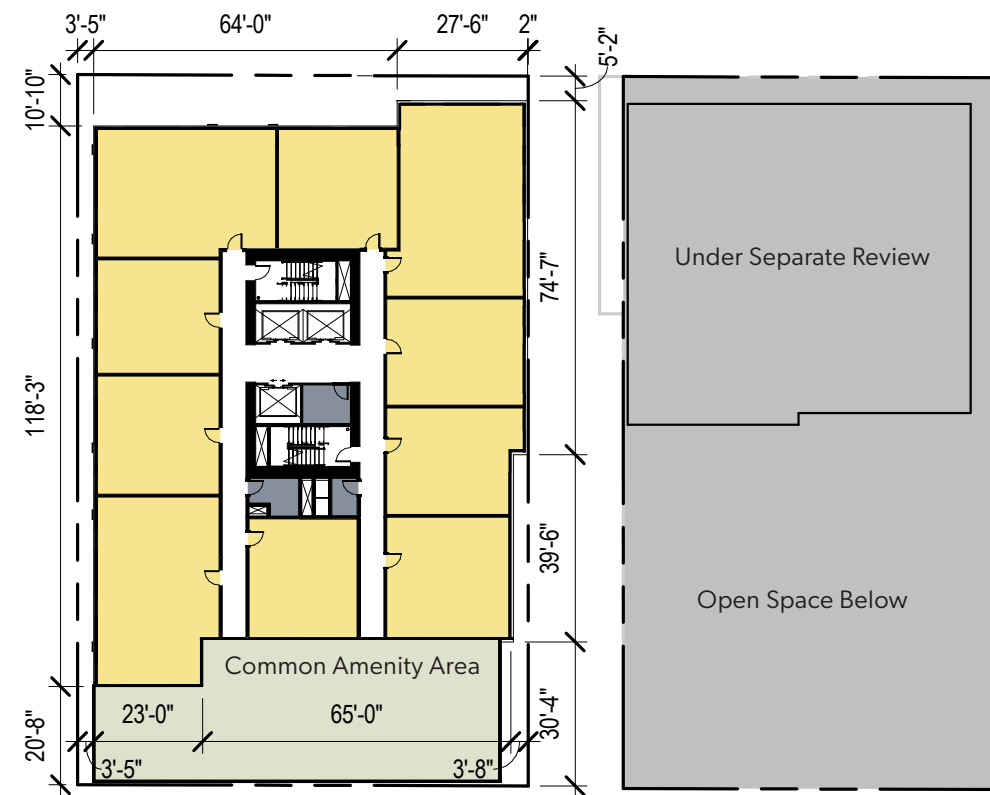 3'-5" 64'-0" 27'-6" 2"
5'-2"
10'-10"
118'-3"
20'-8"
74'-7"
39'-6"
30'-4"
Under Separate Review
Open Space Below
Common Amenity Area
23'-0" 65'-0"
3'-5" 3'-8"